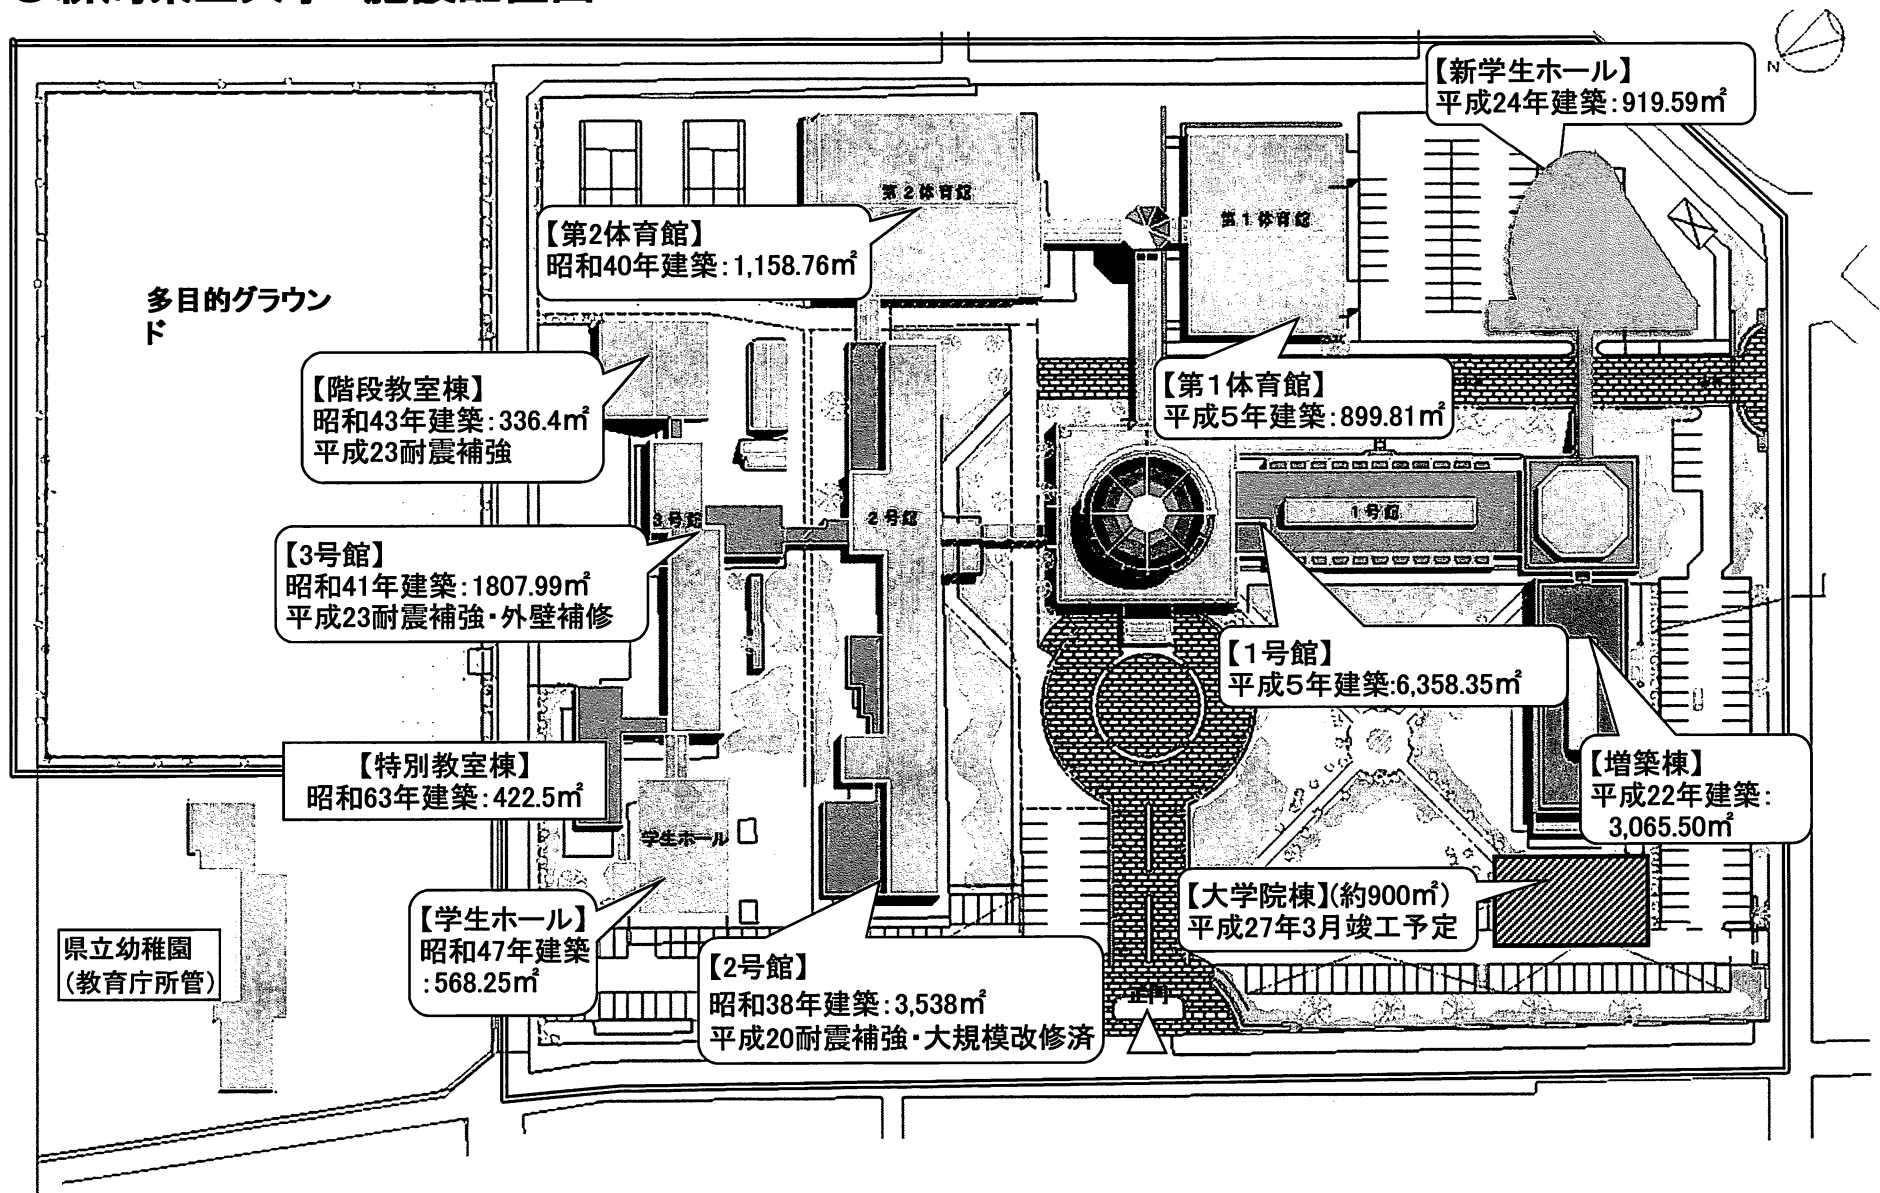 N
【新学生ホール】
平成24年建築：919.59㎡
第2体育館
第1体育館
【第2体育館】
昭和40年建築：1,158.76㎡
多目的グラウン
ド
【階段教室棟】
昭和43年建築：336.4㎡
平成23耐震補強
【第1体育館】
平成5年建築：899.81㎡
3号館
2号館
1号館
【3号館】
昭和41年建築：1807.99㎡
平成23耐震補強・外壁補修
【1号館】
平成5年建築:6,358.35㎡
【特別教室棟】
昭和63年建築：422.5㎡
【増築棟】
平成22年建築：
3,065.50㎡
学生ホール
【大学院棟】(約900㎡)
平成27年3月竣工予定
【学生ホール】
昭和47年建築
：568.25㎡
県立幼稚園
(教育庁所管)
【2号館】
昭和38年建築：3,538㎡
平成20耐震補強・大規模改修済
正門